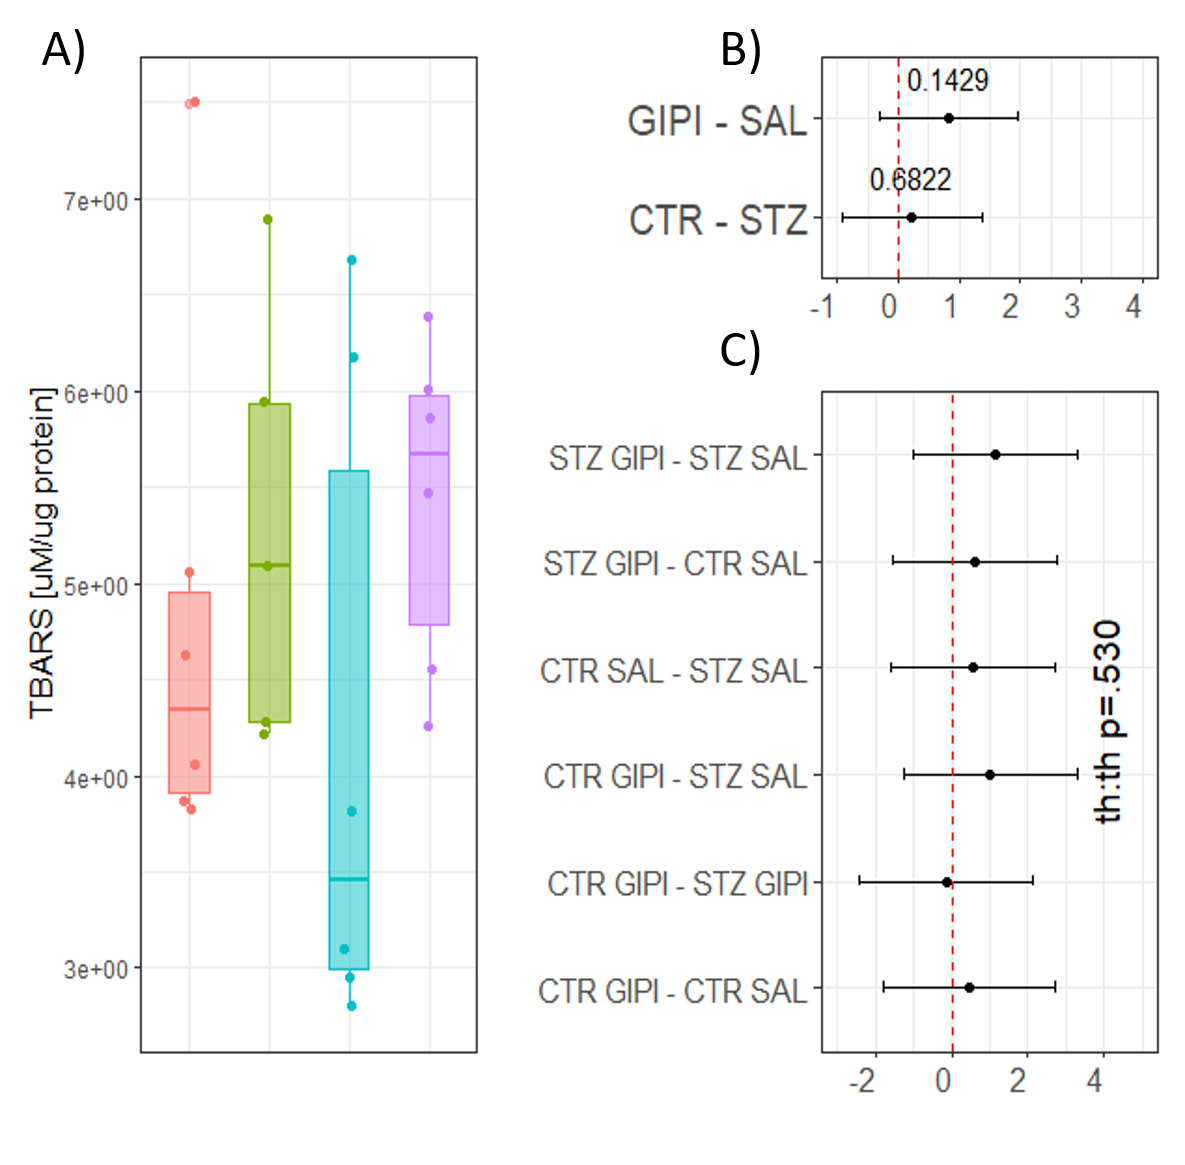 A)
TBARS [uM/ug protein]
7e+00
6e+00
5e+00
4e+00
3e+00
B)
0.1429
GIPI - SAL
0.6822
CTR - STZ
-1 0 1 2 3 4
C)
STZ GIPI - STZ SAL
STZ GIPI - CTR SAL
CTR SAL - STZ SAL
CTR GIPI - STZ SAL
CTR GIPI - STZ GIPI
CTR GIPI - CTR SAL
th:th p=.530
-2 0 2 4